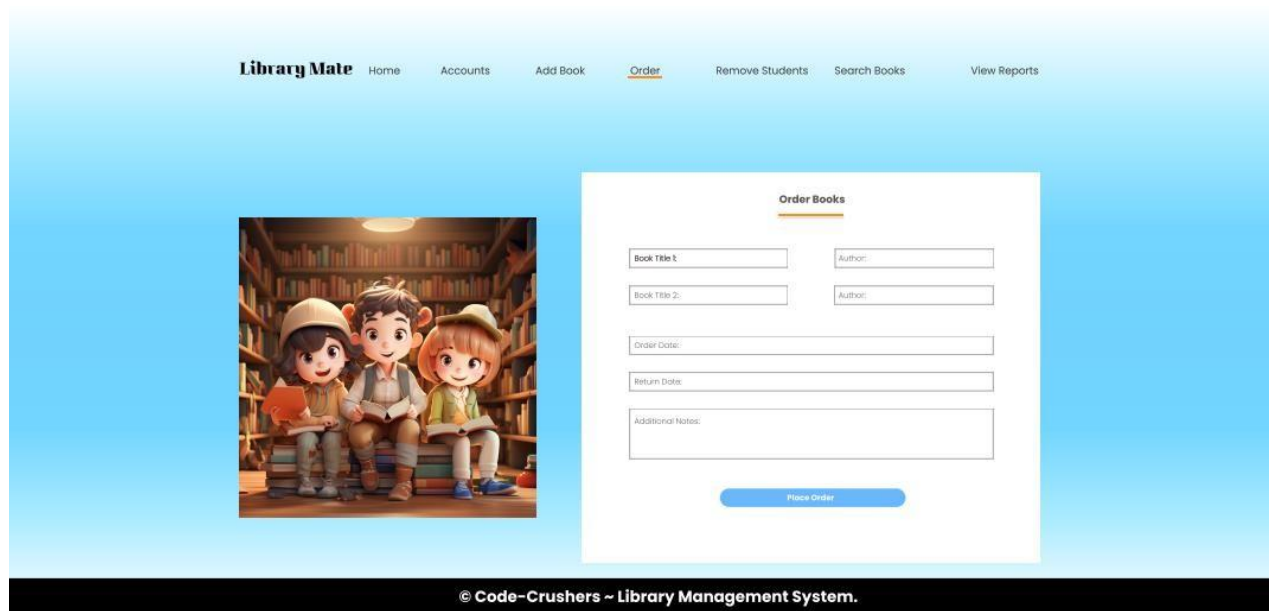 Library Mate Home Accounts Add Book Order Remove Students Search Books View Reports
Order Books
Book Title 1: Author:
Book Title 2: Author:
Order Date:
Return Date:
Additional Notes:
Place Order
© Code-Crushers ~ Library Management System.